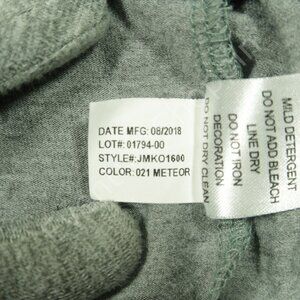 DATE MFG: 08/2018
LOT#: 01794-00
STYLE#:JMKO1600
COLOR: 021 METEOR
MILD DETERGENT
DO NOT ADD BLEACH
LINE DRY
DO NOT IRON
DECORATION
DO NOT DRY CLEAN